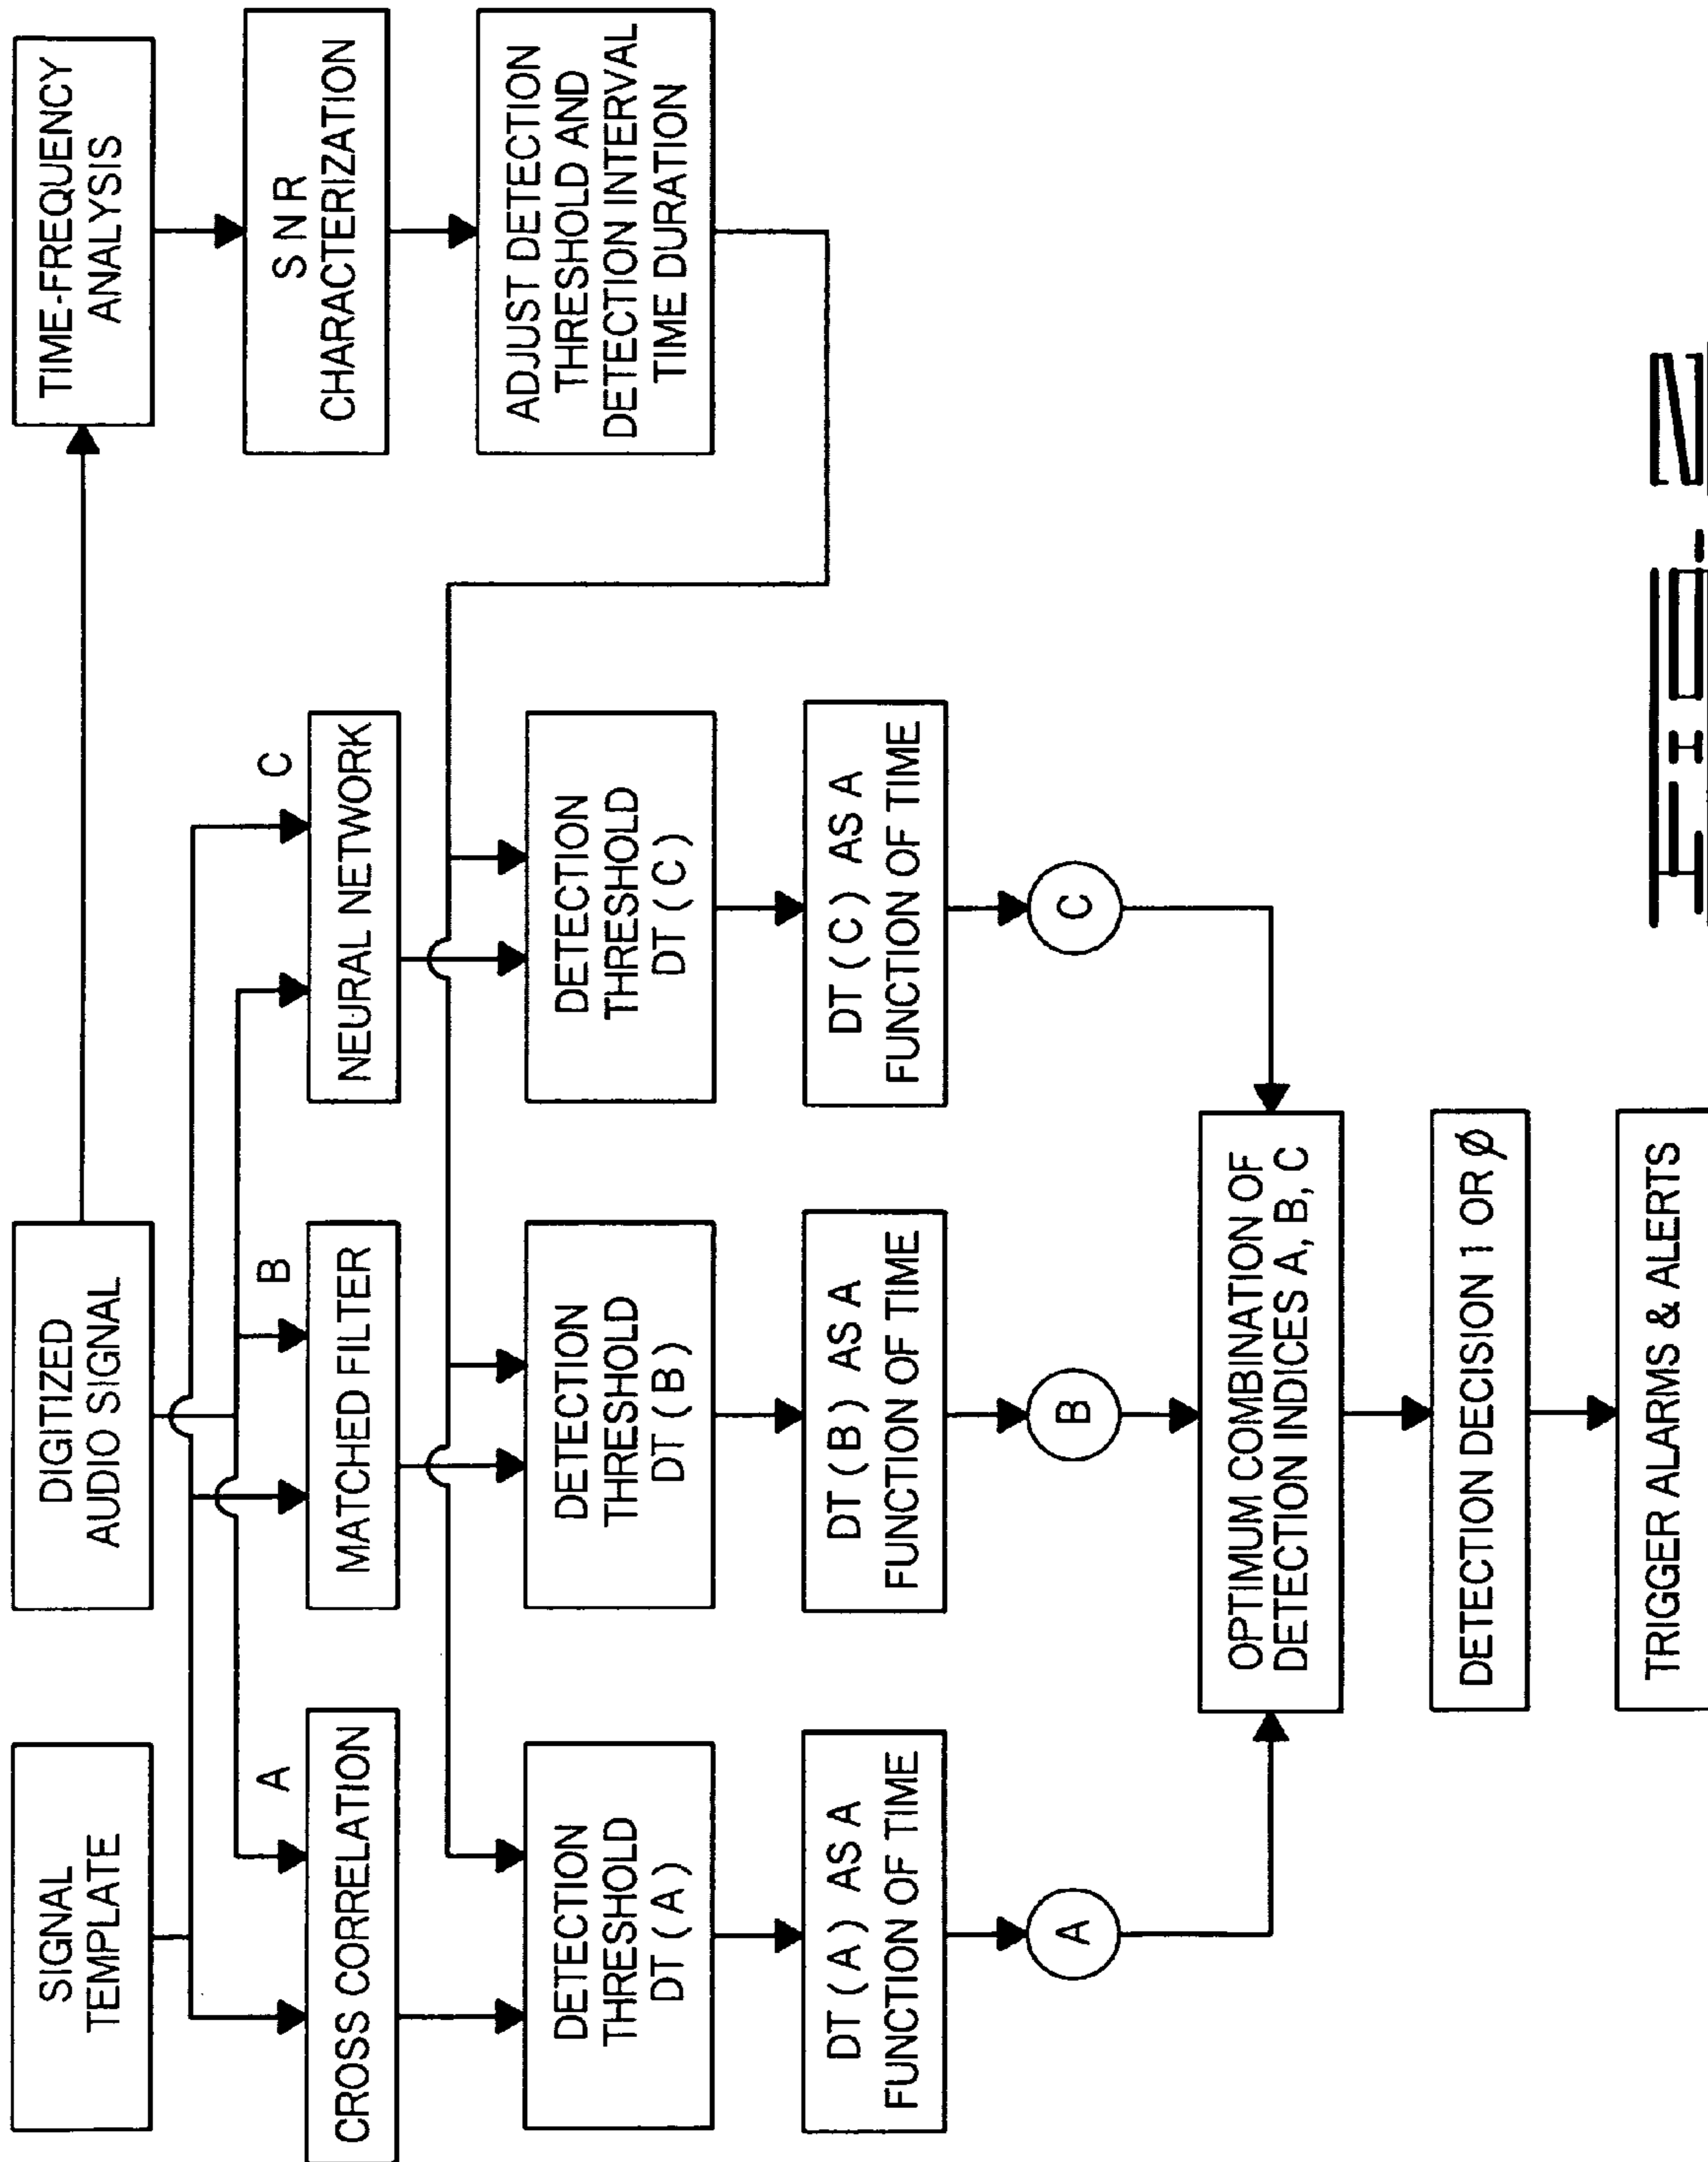 SIGNAL
TEMPLATE
DIGITIZED
AUDIO SIGNAL
TIME-FREQUENCY
ANALYSIS
A
B
C
CROSS CORRELATION
MATCHED FILTER
NEURAL NETWORK
S N R
CHARACTERIZATION
DETECTION
THRESHOLD
DT (A)
DETECTION
THRESHOLD
DT (B)
DETECTION
THRESHOLD
DT (C)
ADJUST DETECTION
THRESHOLD AND
DETECTION INTERVAL
TIME DURATION
DT (A) AS A
FUNCTION OF TIME
DT (B) AS A
FUNCTION OF TIME
DT (C) AS A
FUNCTION OF TIME
A
B
C
OPTIMUM COMBINATION OF
DETECTION INDICES A, B, C
DETECTION DECISION 1 OR Ø
TRIGGER ALARMS & ALERTS